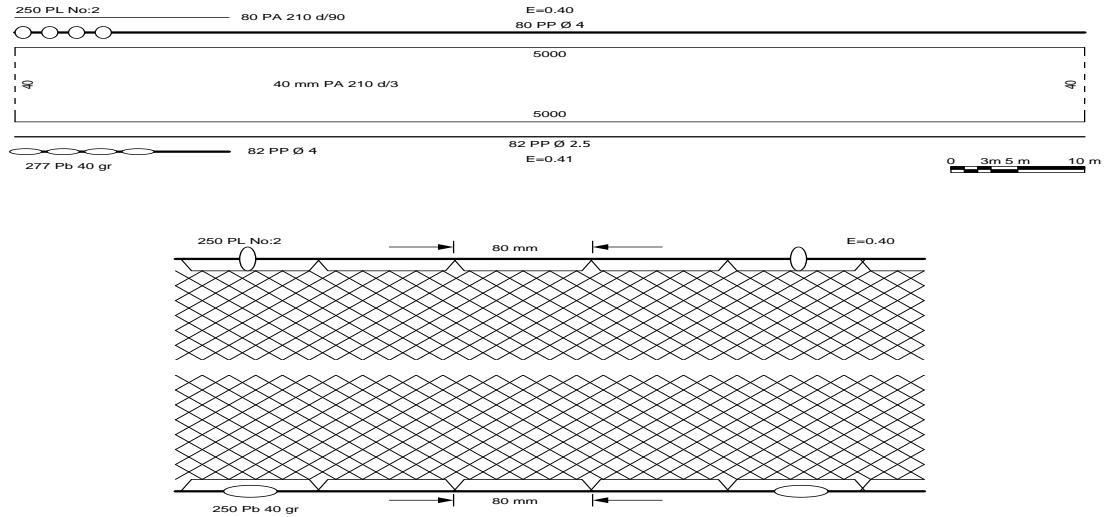 250 PL No:2
E=0.40
80 PA 210 d/90
80 PP Ø 4
5000
40
40 mm PA 210 d/3
40
5000
82 PP Ø 2.5
82 PP Ø 4
E=0.41
277 Pb 40 gr
0 3m 5 m 10 m
250 PL No:2
80 mm
E=0.40
80 mm
250 Pb 40 gr